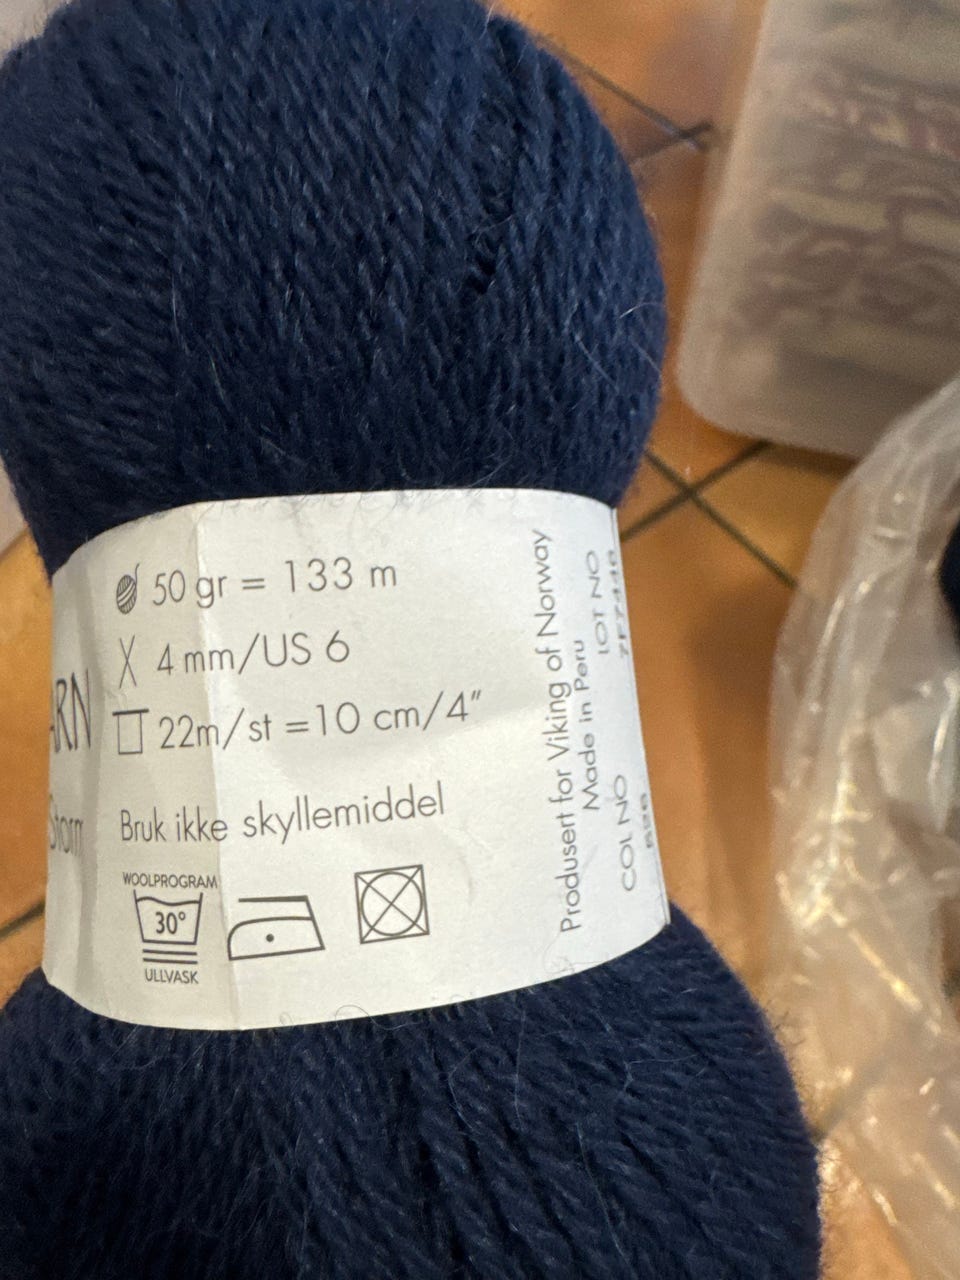 50 gr = 133 m
4 mm/US 6
22m/st = 10 cm/4"
Bruk ikke skyllemiddel
WOOLPROGRAM
30°
ULLVASK
Produsert for Viking of Norway
Made in Peru
LOT NO
COL NO